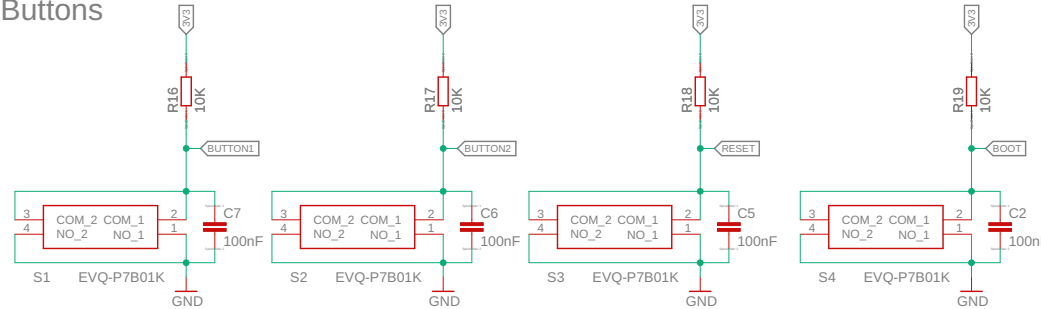 Buttons
3V3 3V3 3V3 3V3
R16 10K R17 10K R18 10K R19 10K
BUTTON1 BUTTON2 RESET BOOT
3 COM_2 COM_1 2 C7 3 COM_2 COM_1 2 C6 3 COM_2 COM_1 2 C5 3 COM_2 COM_1 2 C2
4 NO_2 NO_1 1 100nF 4 NO_2 NO_1 1 100nF 4 NO_2 NO_1 1 100nF 4 NO_2 NO_1 1 100n
S1 EVQ-P7B01K S2 EVQ-P7B01K S3 EVQ-P7B01K S4 EVQ-P7B01K
GND GND GND GND